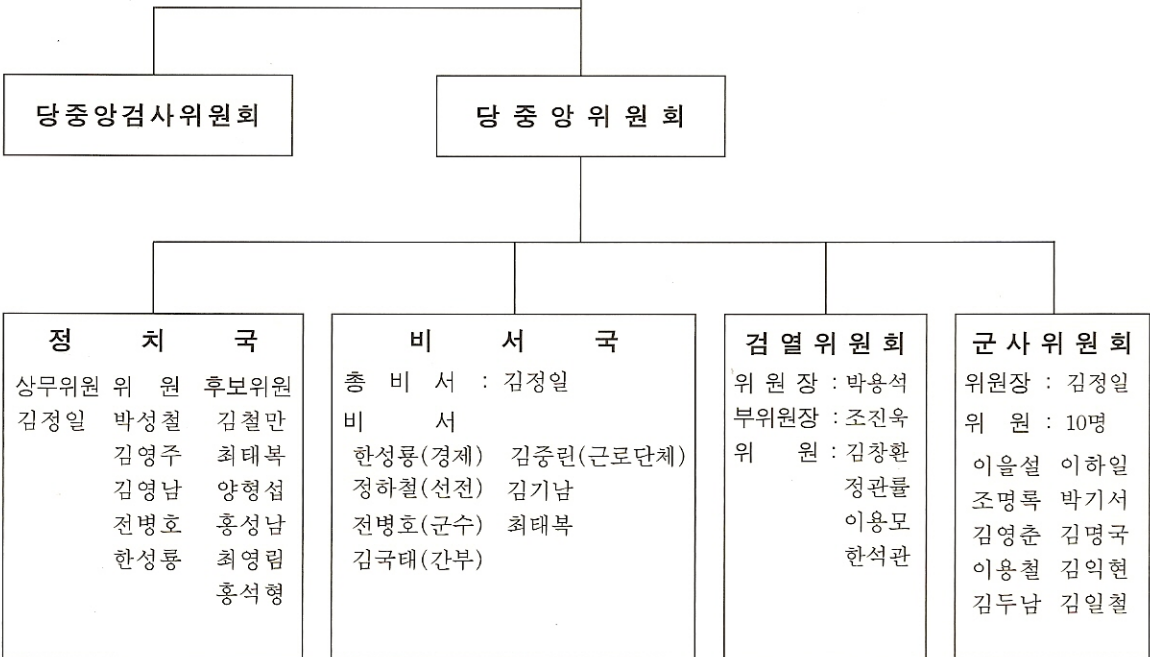 당중앙검사위원회
당 중 앙 위 원 회
정 치 국
상무위원 위 원 후보위원
김정일 박성철 김철만
김영주 최태복
김영남 양형섭
전병호 홍성남
한성룡 최영림
홍석형
비 서 국
총 비 서 : 김정일
비 서
한성룡(경제) 김중린(근로단체)
정하철(선전) 김기남
전병호(군수) 최태복
김국태(간부)
검 열 위 원 회
위 원 장 : 박용석
부위원장 : 조진욱
위 원 : 김창환
정관률
이용모
한석관
군 사 위 원 회
위원장 : 김정일
위 원 : 10명
이을설 이하일
조명록 박기서
김영춘 김명국
이용철 김익현
김두남 김일철